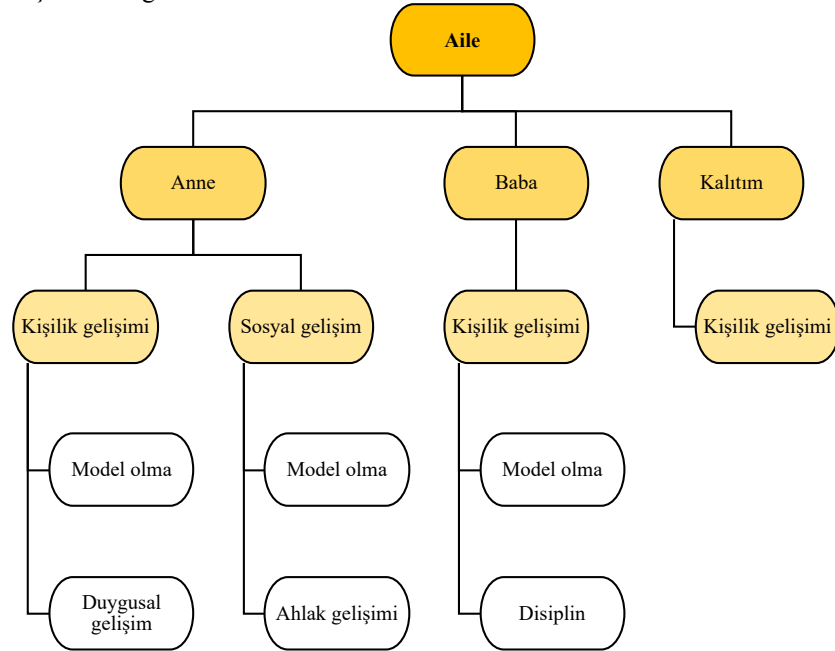 Aile
Anne
Baba
Kalıtım
Kişilik gelişimi
Sosyal gelişim
Kişilik gelişimi
Kişilik gelişimi
Model olma
Model olma
Model olma
Duygusal
gelişim
Ahlak gelişimi
Disiplin